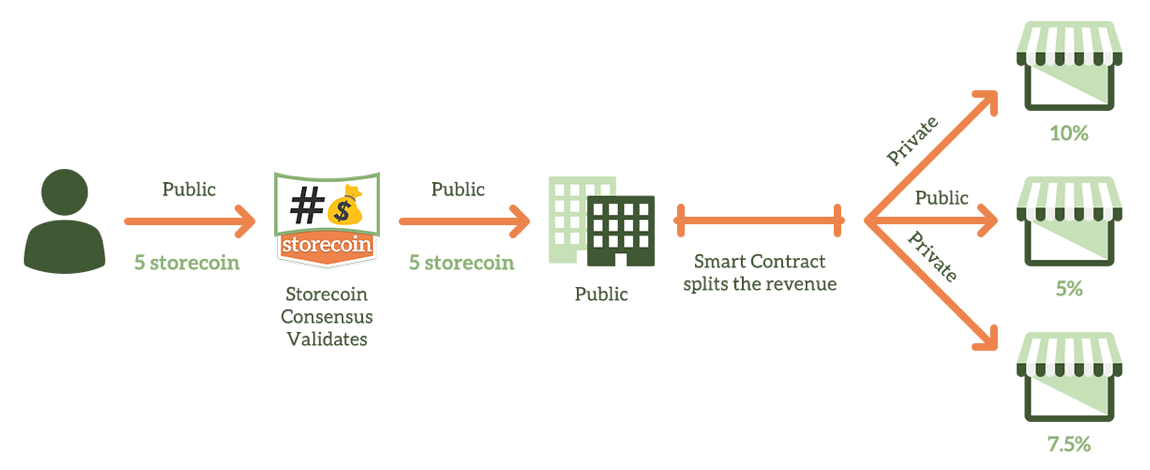 Public
5 storecoin
#$
storecoin
Storecoin
Consensus
Validates
Public
5 storecoin
Public
Smart Contract
splits the revenue
Private
Public
Private
10%
5%
7.5%